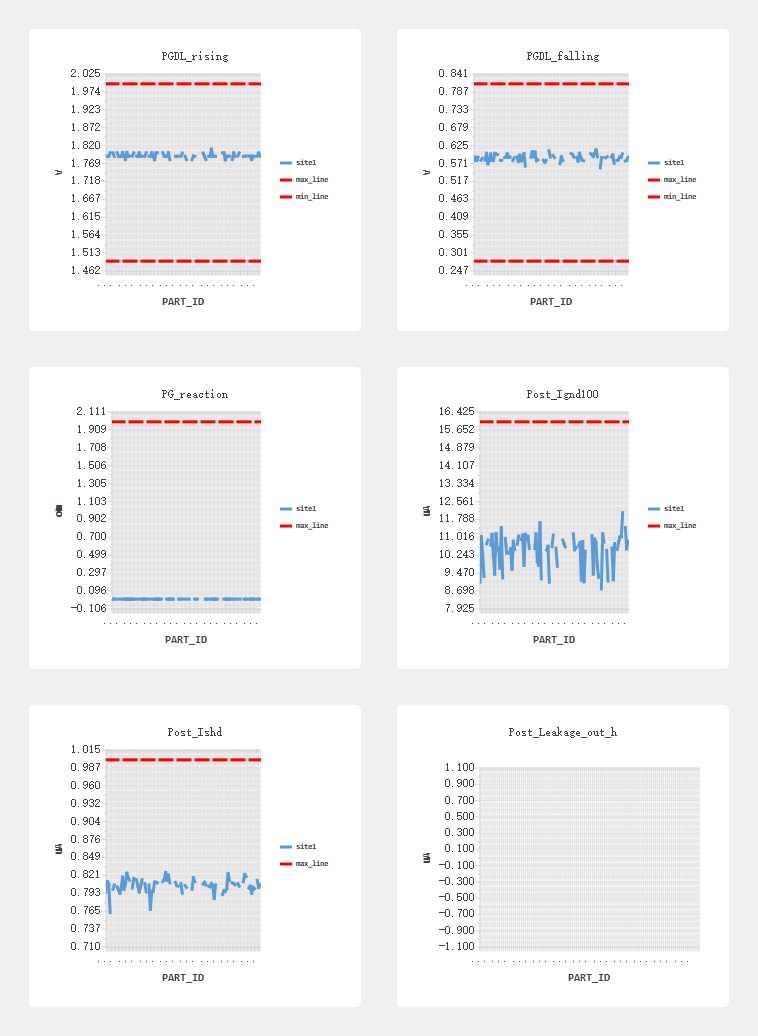 PGDL_rising
2.025
1.974
1.923
1.872
1.820
1.769
1.718
1.667
1.615
1.564
1.513
1.462
V
site1
max_line
min_line
PART_ID
PGDL_falling
0.841
0.787
0.733
0.679
0.625
0.571
0.517
0.463
0.409
0.355
0.301
0.247
V
site1
max_line
min_line
PART_ID
PG_reaction
2.111
1.909
1.708
1.506
1.305
1.103
0.902
0.700
0.499
0.297
0.096
-0.106
site1
max_line
PART_ID
Post_Ignd100
16.425
15.652
14.879
14.107
13.334
12.561
11.788
11.016
10.243
9.470
8.698
7.925
UA
site1
max_line
PART_ID
Post_Ishd
1.015
0.987
0.960
0.932
0.904
0.876
0.849
0.821
0.793
0.765
0.737
0.710
UA
site1
max_line
PART_ID
Post_Leakage_out_h
1.100
0.900
0.700
0.500
0.300
0.100
-0.100
-0.300
-0.500
-0.700
-0.900
-1.100
UA
PART_ID